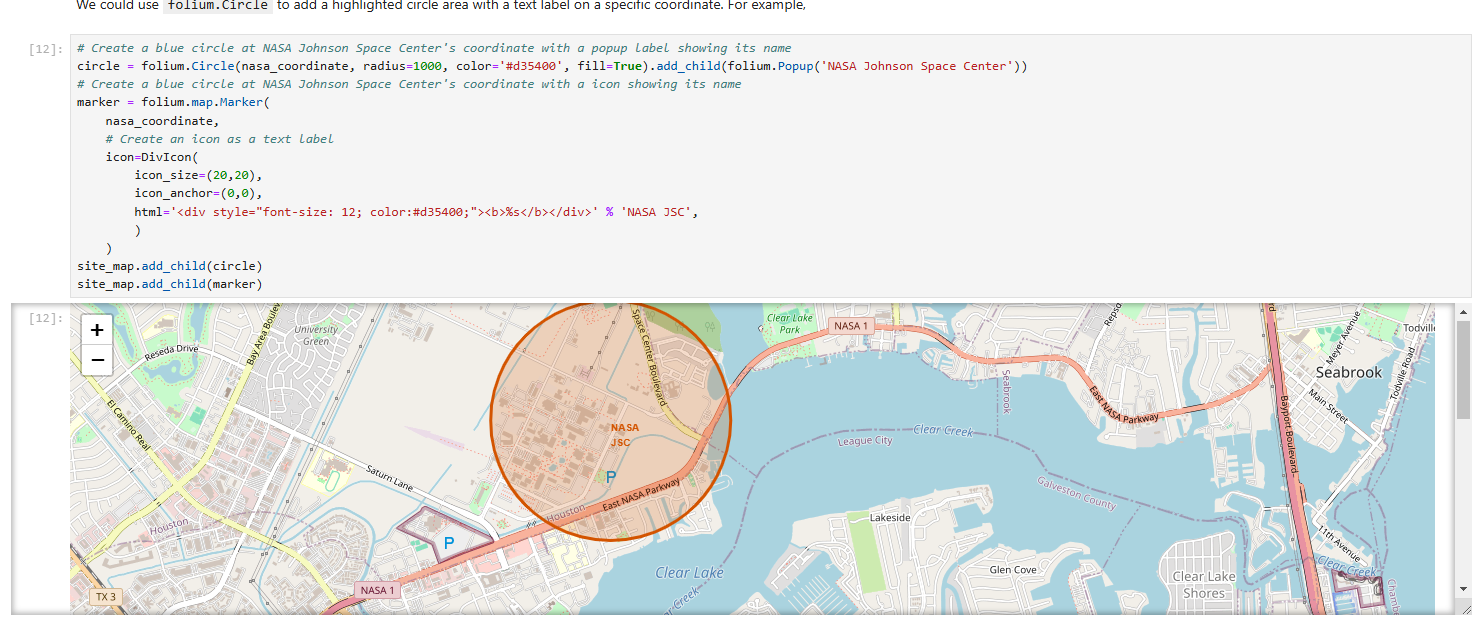 We could use folium.Circle to add a highlighted circle area with a text label on a specific coordinate. For example,
[12]:
# Create a blue circle at NASA Johnson Space Center's coordinate with a popup label showing its name
circle = folium.Circle(nasa_coordinate, radius=1000, color='#d35400', fill=True).add_child(folium.Popup('NASA Johnson Space Center'))
# Create a blue circle at NASA Johnson Space Center's coordinate with a icon showing its name
marker = folium.map.Marker(
    nasa_coordinate,
    # Create an icon as a text label
    icon=DivIcon(
        icon_size=(20,20),
        icon_anchor=(0,0),
        html='<div style="font-size: 12; color:#d35400;"><b>%s</b></div>' % 'NASA JSC',
        )
    )
site_map.add_child(circle)
site_map.add_child(marker)
[12]:
+
−
University
Green
Bay Area Boule
Reseda Drive
El Camino Real
Space Center Boulevard
Clear Lake
Park
NASA 1
Repso
rd
Meyer Avenue
Todville
Todville Road
Seabrook
Main Street
Seabrook
East NASA Parkway
Bayport Boulevard
NASA
JSC
League City
Clear Creek
Saturn Lane
P
East NASA Parkway
Houston
Houston
Galveston County
Lakeside
11th Avenue
P
Clear Lake
Glen Cove
Clear Lake
Shores
Clear Creek
Chamb
NASA 1
TX 3
r Creek